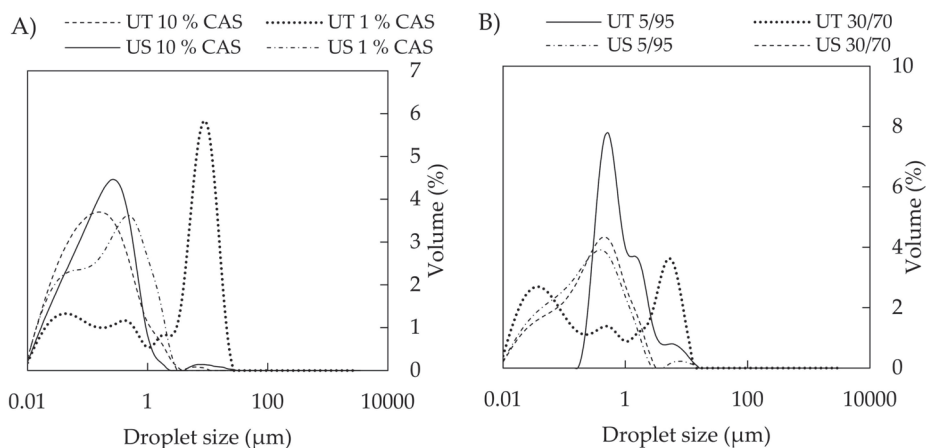 A)
UT 10 % CAS
UT 1 % CAS
US 10 % CAS
US 1 % CAS
7
6
5
4
3
2
1
0
Volume (%)
0.01
1
100
10000
Droplet size (μm)
B)
UT 5/95
UT 30/70
US 5/95
US 30/70
10
8
6
4
2
0
Volume (%)
0.01
1
100
10000
Droplet size (μm)